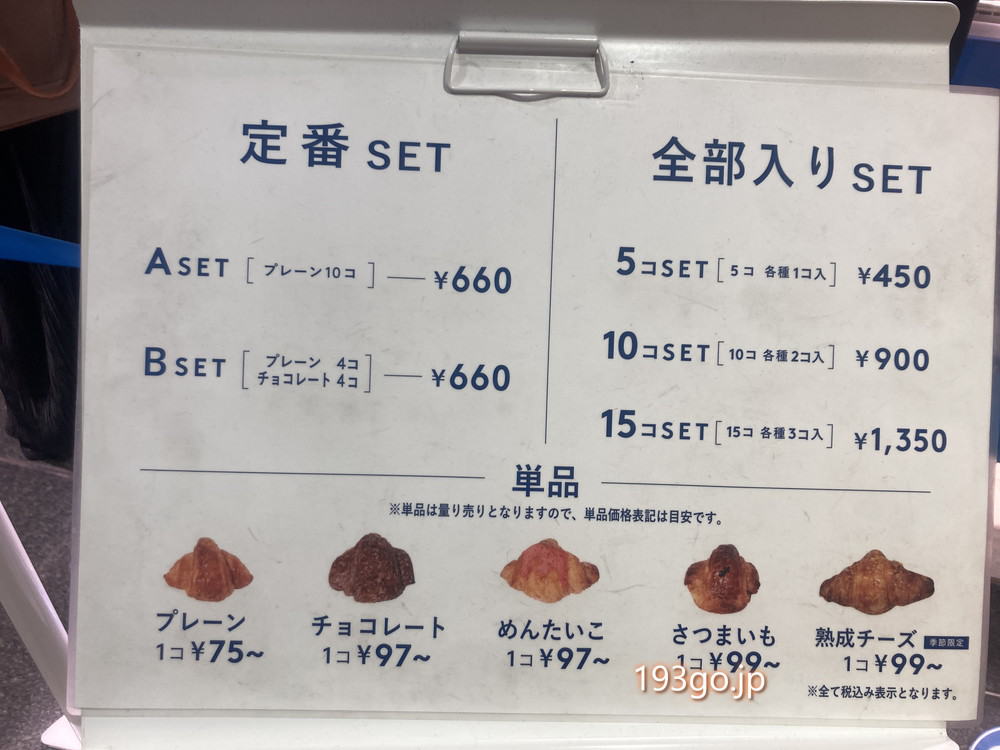 定番 SET
A SET [プレーン10コ] ¥660
B SET [プレーン 4コ
チョコレート 4コ] ¥660
全部入り SET
5コSET [5コ 各種1コ入] ¥450
10コSET [10コ 各種2コ入] ¥900
15コSET [15コ 各種3コ入] ¥1,350
単品
※単品は量り売りとなりますので、単品価格表記は目安です。
プレーン
1コ¥75~
チョコレート
1コ¥97~
めんたいこ
1コ¥97~
さつまいも
1コ¥99~
熟成チーズ 季節限定
1コ¥99~
※全て税込み表示となります。
193go.jp